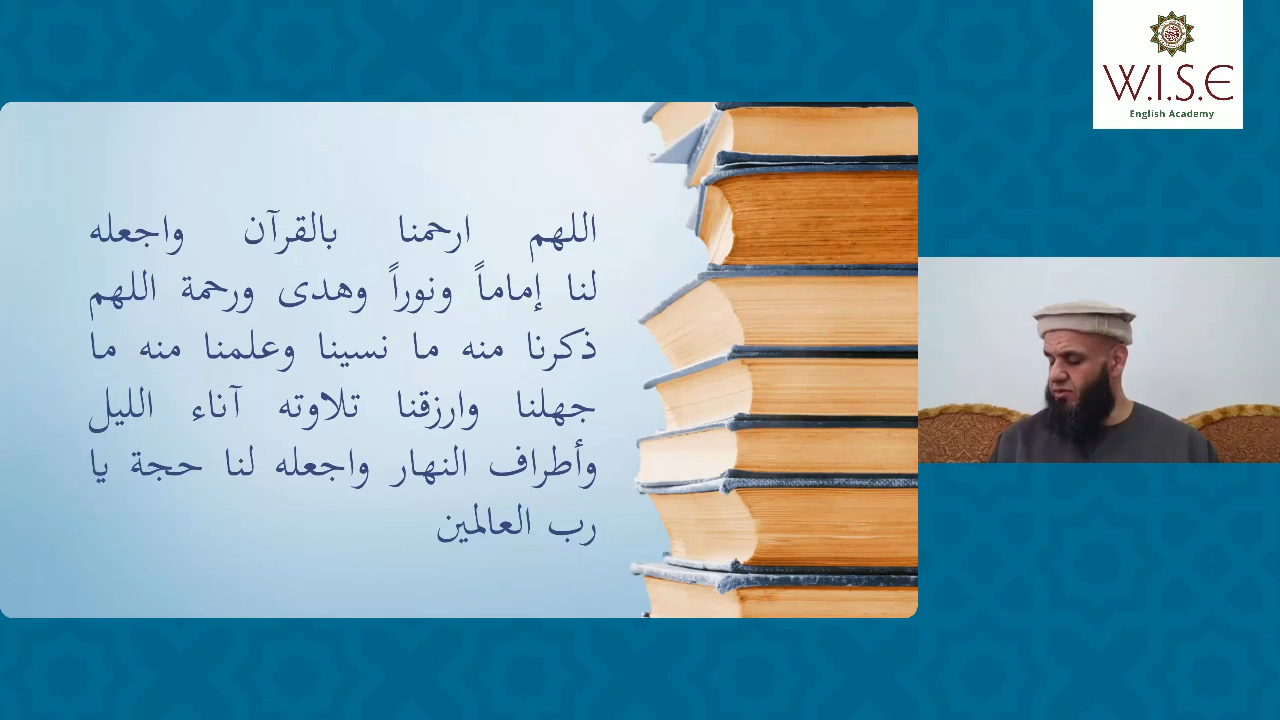 W.I.S.E
English Academy
اللهم ارحمنا بالقرآن واجعله
لنا إماماً ونوراً وهدى ورحمة اللهم
ذكرنا منه ما نسينا وعلمنا منه ما
جهلنا وارزقنا تلاوته آناء الليل
وأطراف النهار واجعله لنا حجة يا
رب العالمين